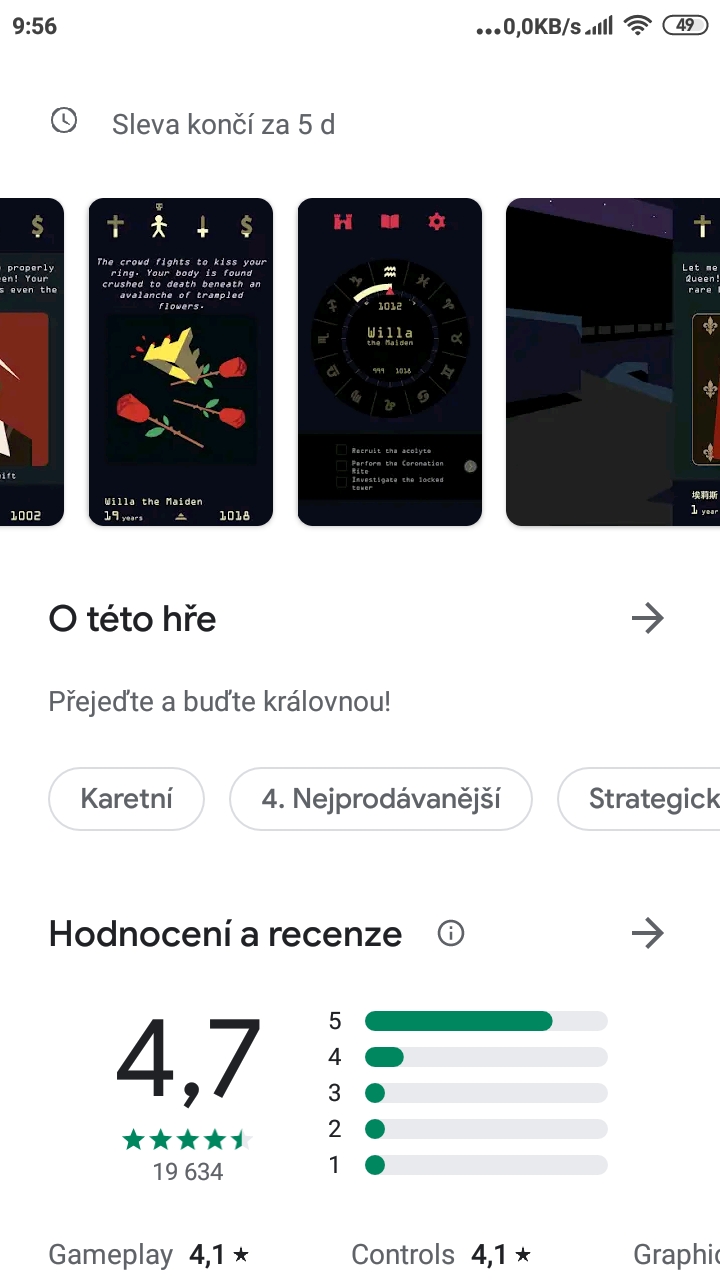 9:56
...0,0KB/s
49
Sleva končí za 5 d
$
properly
een! Your
s even the
ift
1002
$
The crowd fights to kiss your
ring. Your body is found
crushed to death beneath an
avalanche of trampled
flowers.
Willa the Maiden
19 years
1018
1012
Willa
the Maiden
999 1018
Recruit the acolyte
Perform the Coronation
Rite
Investigate the locked
tower
Let me
Queen!
rare
埃莉斯
1 year
O této hře
Přejeďte a buďte královnou!
Karetní
4. Nejprodávanější
Strategick
Hodnocení a recenze
4,7
19 634
5
4
3
2
1
Gameplay 4,1 ★
Controls 4,1 ★
Graphic